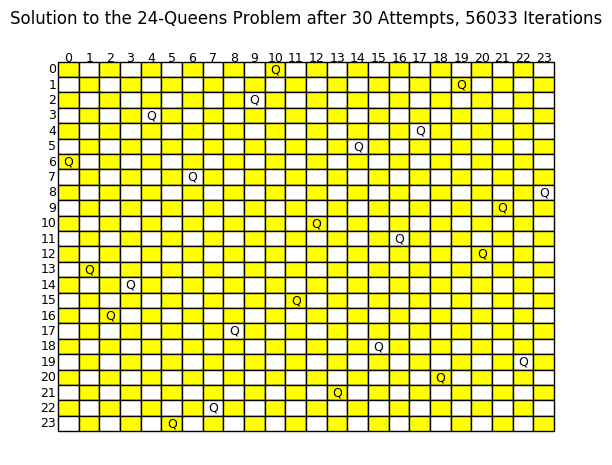 Solution to the 24-Queens Problem after 30 Attempts, 56033 Iterations
0 1 2 3 4 5 6 7 8 9 10 11 12 13 14 15 16 17 18 19 20 21 22 23
0 Q
1 Q
2 Q
3 Q
4 Q
5 Q
6 Q
7 Q
8 Q
9 Q
10 Q
11 Q
12 Q
13 Q
14 Q
15 Q
16 Q
17 Q
18 Q
19 Q
20 Q
21 Q
22 Q
23 Q